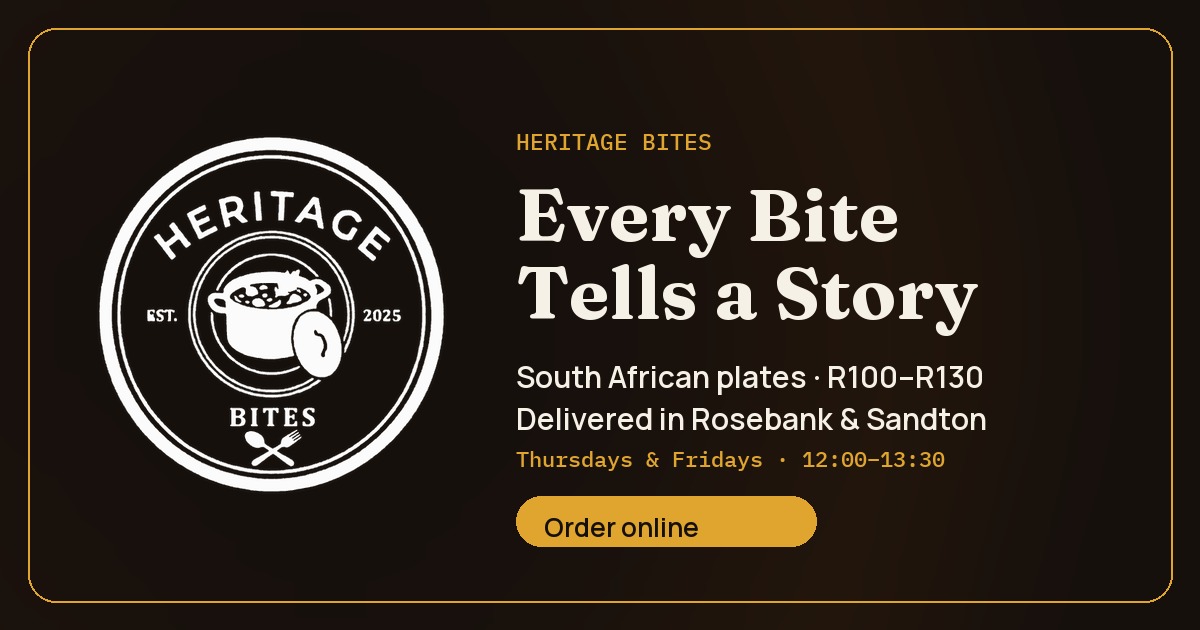 HERITAGE
EST.
2025
BITES
HERITAGE BITES
Every Bite
Tells a Story
South African plates · R100–R130
Delivered in Rosebank & Sandton
Thursdays & Fridays · 12:00–13:30
Order online